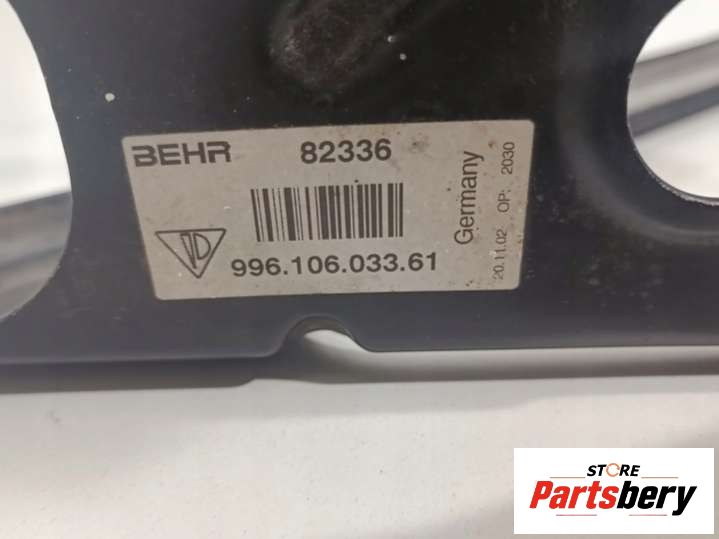 BEHR 82336
996.106.033.61
Germany
20.11.02 OP: 2030
STORE
Partsbery